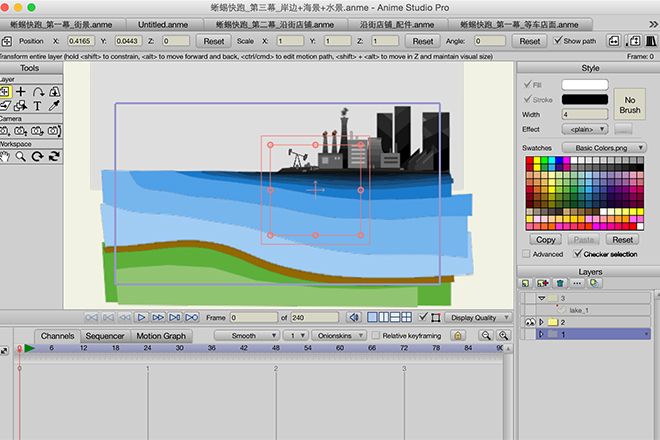 蜥蜴快跑_第三幕_岸边+海景+水景.anme - Anime Studio Pro
蜥蜴快跑_第一幕_街景.anme Untitled.anme 蜥蜴快跑_第二幕_沿街店铺.anme 沿街店铺_配件.anme 蜥蜴快跑_第一幕_等车店面.anme
Position X: 0.4165 Y: 0.0443 Z: 0 Reset Scale X: 1 Y: 1 Z: 1 Reset Angle: 0 Reset Show path
Transform entire layer (hold <shift> to constrain, <alt> to move forward and back, <ctrl/cmd> to edit motion path, <shift> + <alt> to move in Z and maintain visual size) Frame: 0
Tools
Layer
Camera
Workspace
Style
Fill
Stroke
Width 4
Effect <plain> ...
No
Brush
Swatches Basic Colors.png
Copy Paste Reset
Advanced Checker selection
Layers
3
lake_1
2
1
Frame 0 of 240 Display Quality
Channels Sequencer Motion Graph Smooth 1 Onionskins Relative keyframing
0 6 12 18 24 30 36 42 48 54 60 66 72 78 84 90
0 1 2 3